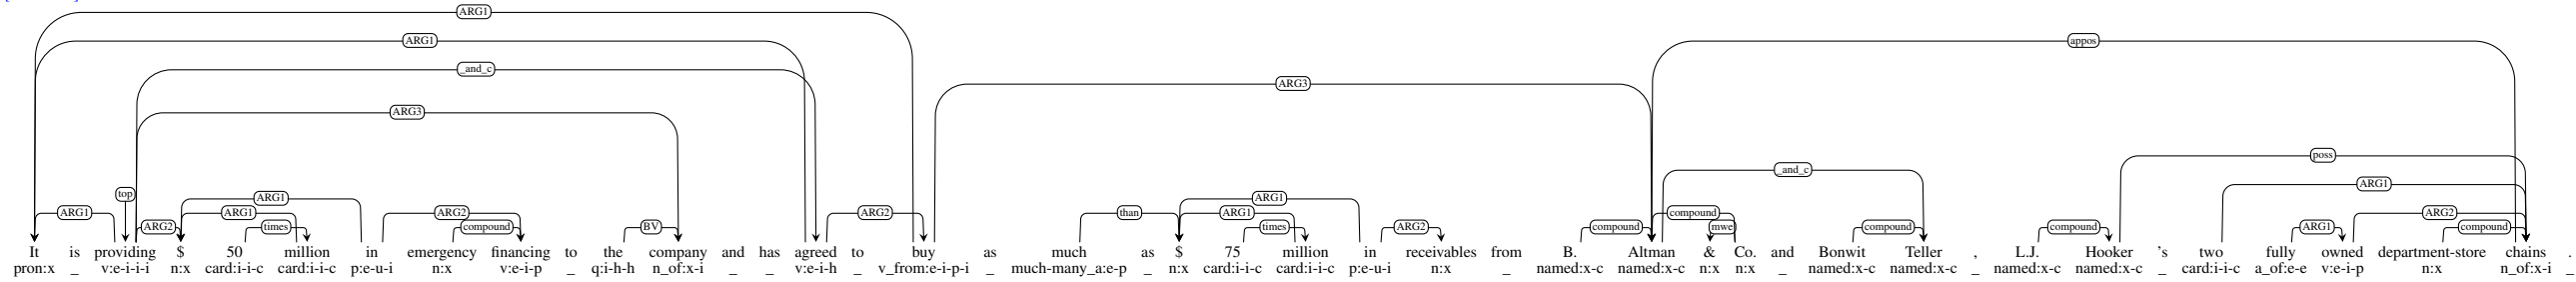 ARG1
ARG1 appos
_and_c
ARG3
ARG3
poss
_and_c
ARG1
top
ARG1 ARG1
ARG1 ARG1 ARG2 ARG2 than ARG1 compound ARG2
ARG2 times compound BV times ARG2 compound mwe compound compound ARG1 compound
It is providing $ 50 million in emergency financing to the company and has agreed to buy as much as $ 75 million in receivables from B. Altman & Co. and Bonwit Teller , L.J. Hooker 's two fully owned department-store chains .
pron:x _ v:e-i-i-i n:x card:i-i-c card:i-i-c p:e-u-i n:x v:e-i-p _ q:i-h-h n_of:x-i _ _ v:e-i-h _ v_from:e-i-p-i _ much-many_a:e-p _ n:x card:i-i-c card:i-i-c p:e-u-i n:x _ named:x-c named:x-c n:x n:x _ named:x-c named:x-c _ named:x-c named:x-c _ card:i-i-c a_of:e-e v:e-i-p n:x n_of:x-i _